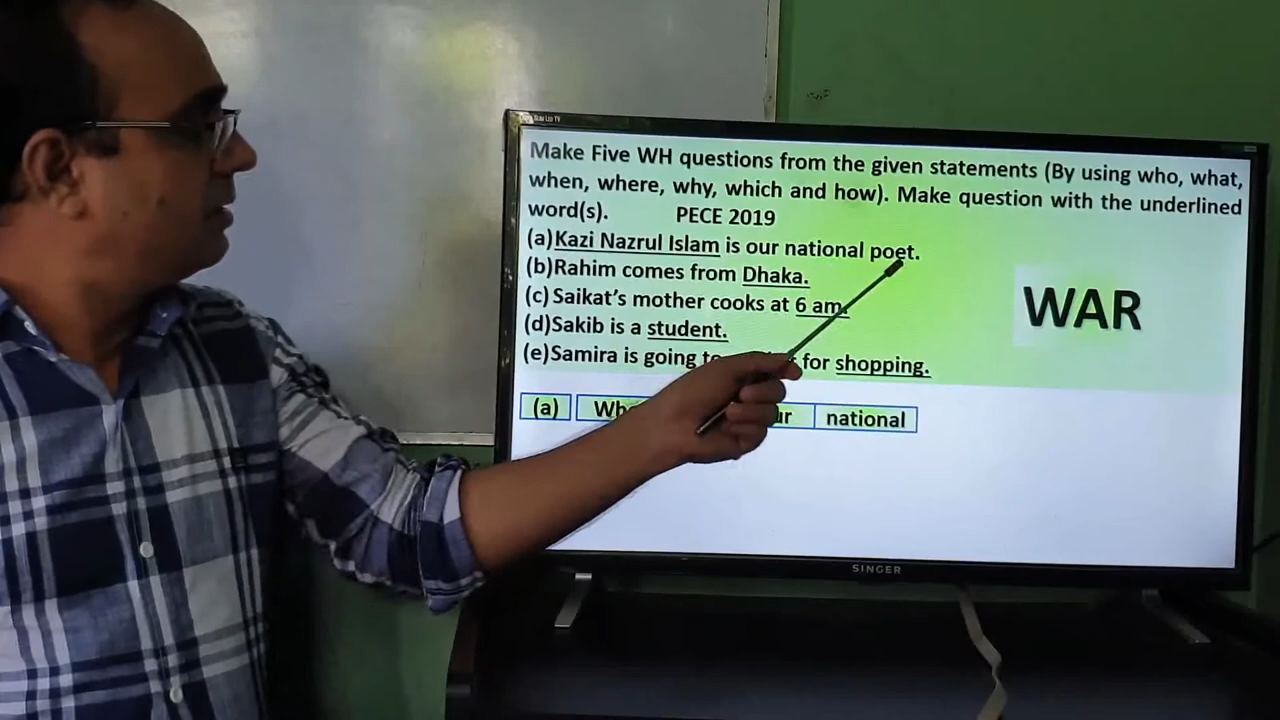 Make Five WH questions from the given statements (By using who, what,
when, where, why, which and how). Make question with the underlined
word(s). PECE 2019
(a)Kazi Nazrul Islam is our national poet.
(b)Rahim comes from Dhaka.
(c) Saikat's mother cooks at 6 am.
(d)Sakib is a student.
(e)Samira is going for shopping.
WAR
(a) national
SINGER